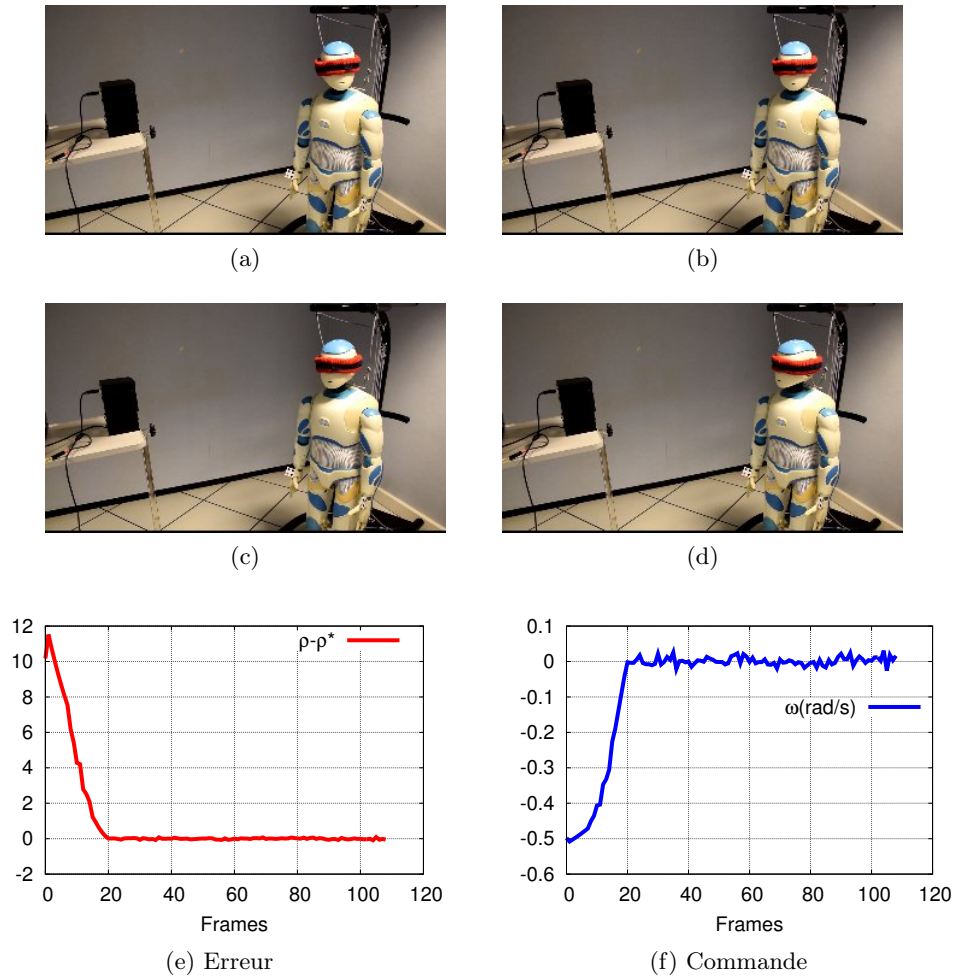 (a)
(b)
(c)
(d)
12
10
8
6
4
2
0
-2
0 20 40 60 80 100 120
ρ-ρ*
Frames
(e) Erreur
0.1
0
-0.1
-0.2
-0.3
-0.4
-0.5
-0.6
0 20 40 60 80 100 120
ω(rad/s)
Frames
(f) Commande